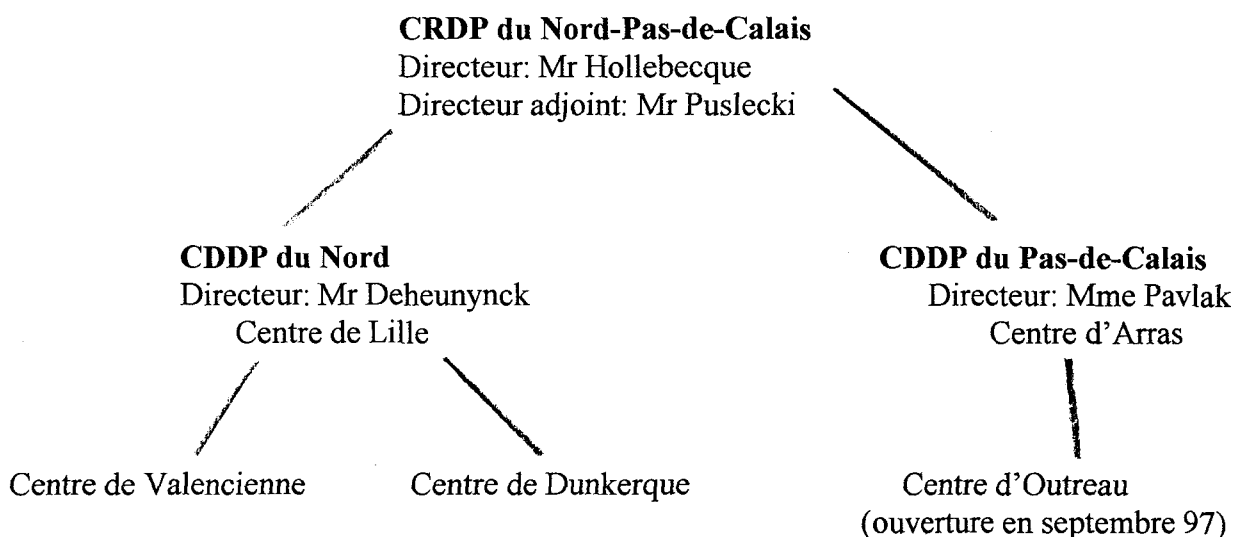 CRDP du Nord-Pas-de-Calais
Directeur: Mr Hollebecque
Directeur adjoint: Mr Puslecki
CDDP du Nord
Directeur: Mr Deheunynck
Centre de Lille
CDDP du Pas-de-Calais
Directeur: Mme Pavlak
Centre d'Arras
Centre de Valencienne
Centre de Dunkerque
Centre d'Outreau
(ouverture en septembre 97)